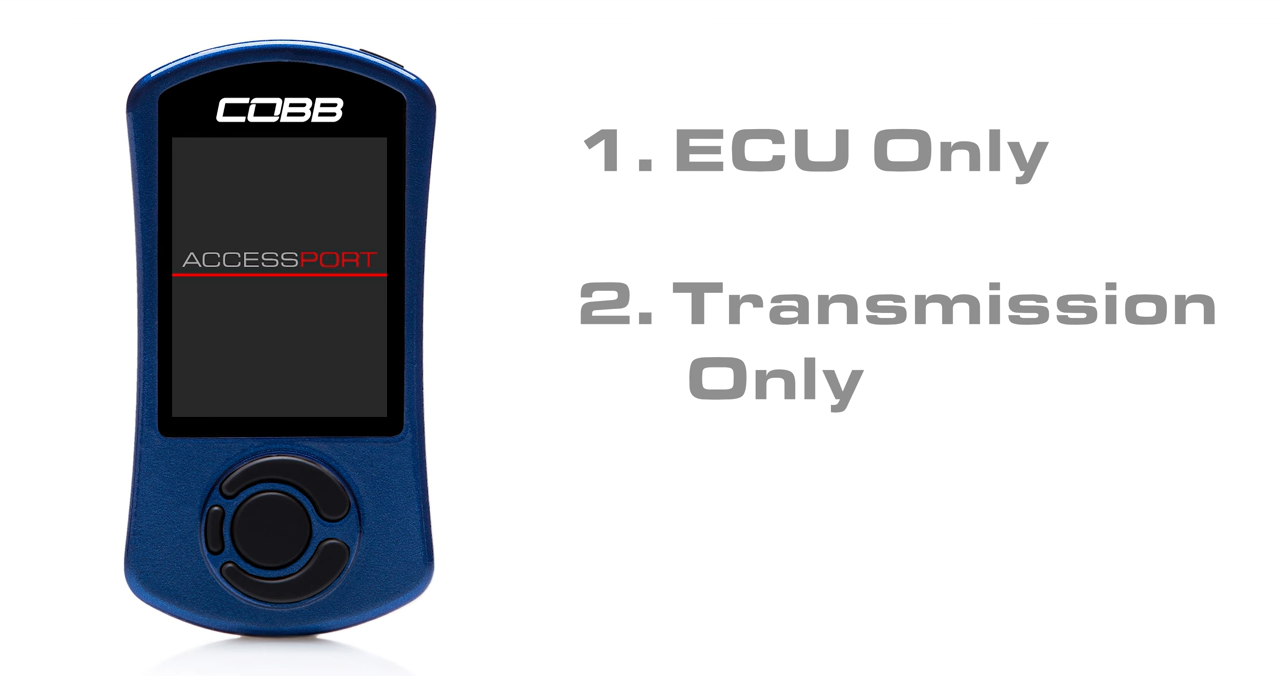 COBB
ACCESSPORT
1. ECU Only
2. Transmission
Only